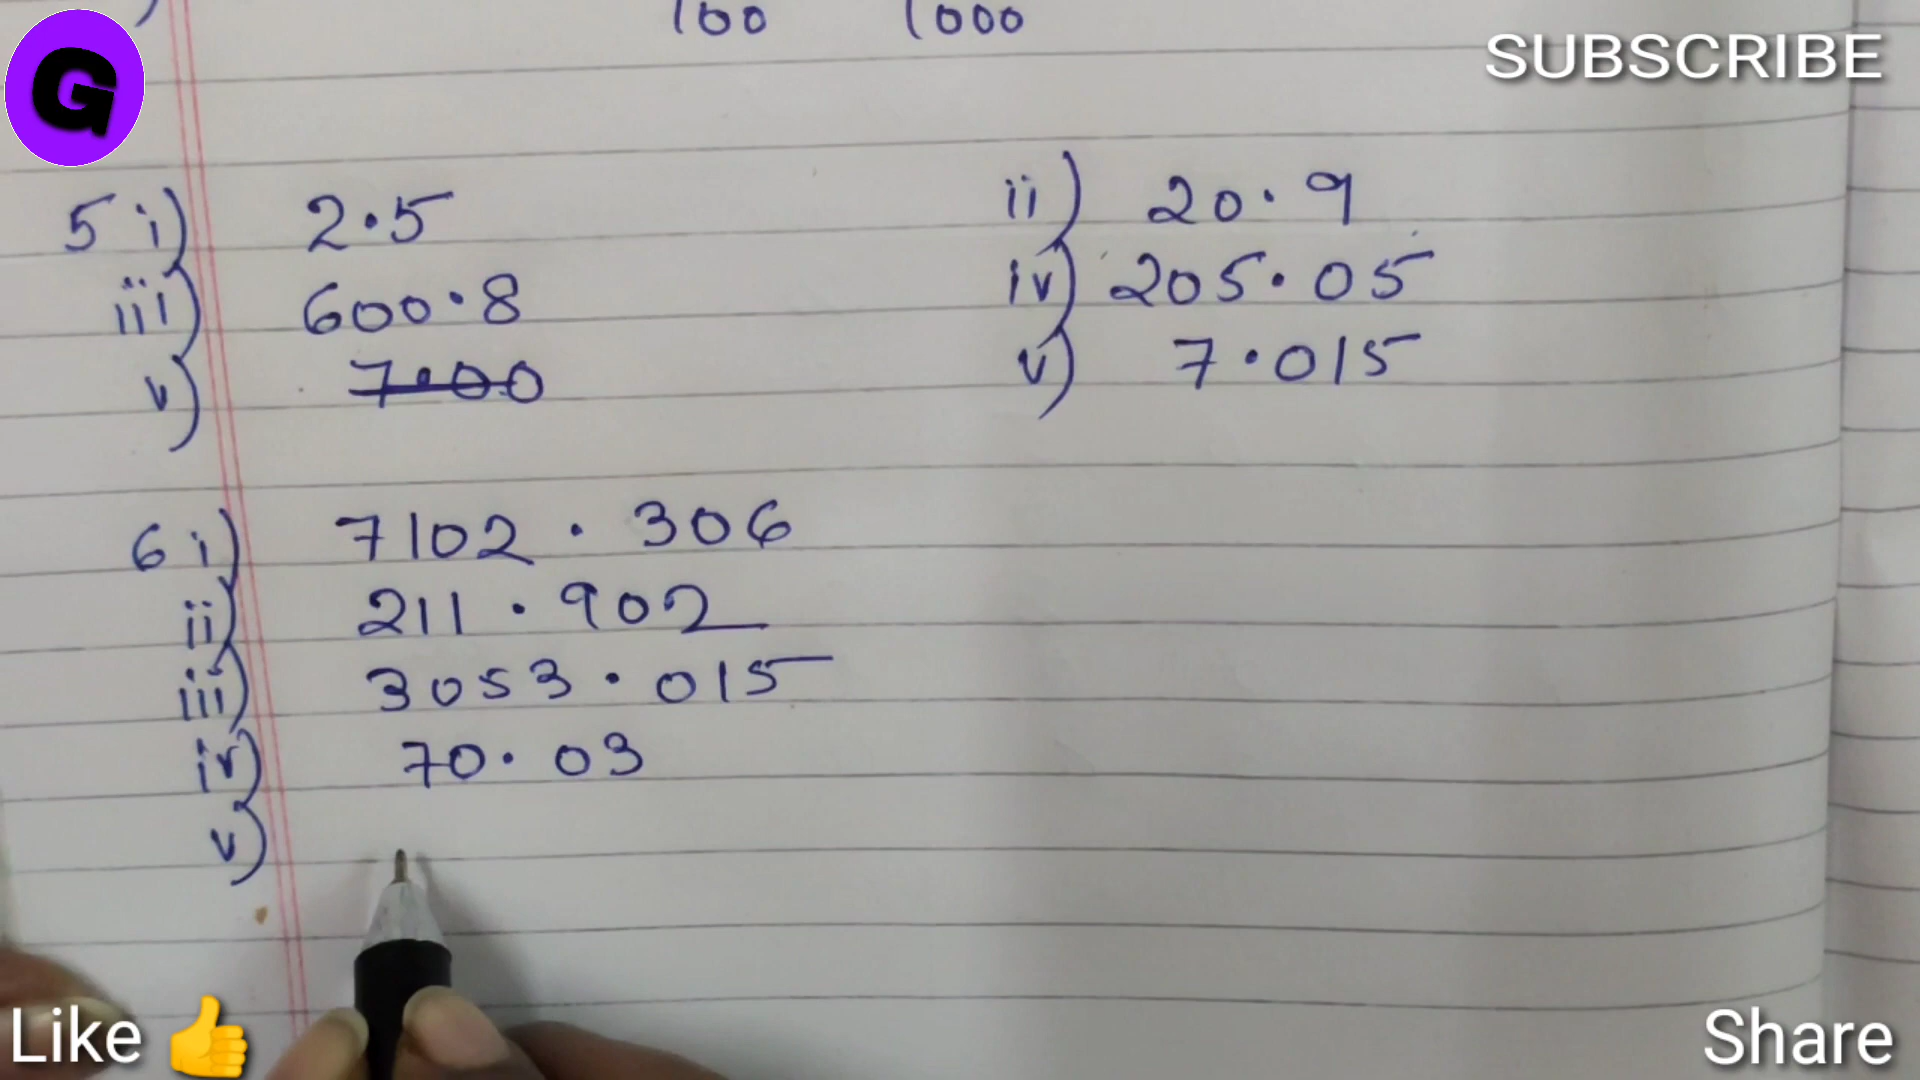 100 1000
G
SUBSCRIBE
5 i) 2.5 ii) 20.9
iii) 600.8 iv) 205.05
v) 7.00 v) 7.015
6 i) 7102.306
ii) 211.902
iii) 3053.015
iv) 70.03
v)
Like 👍 Share